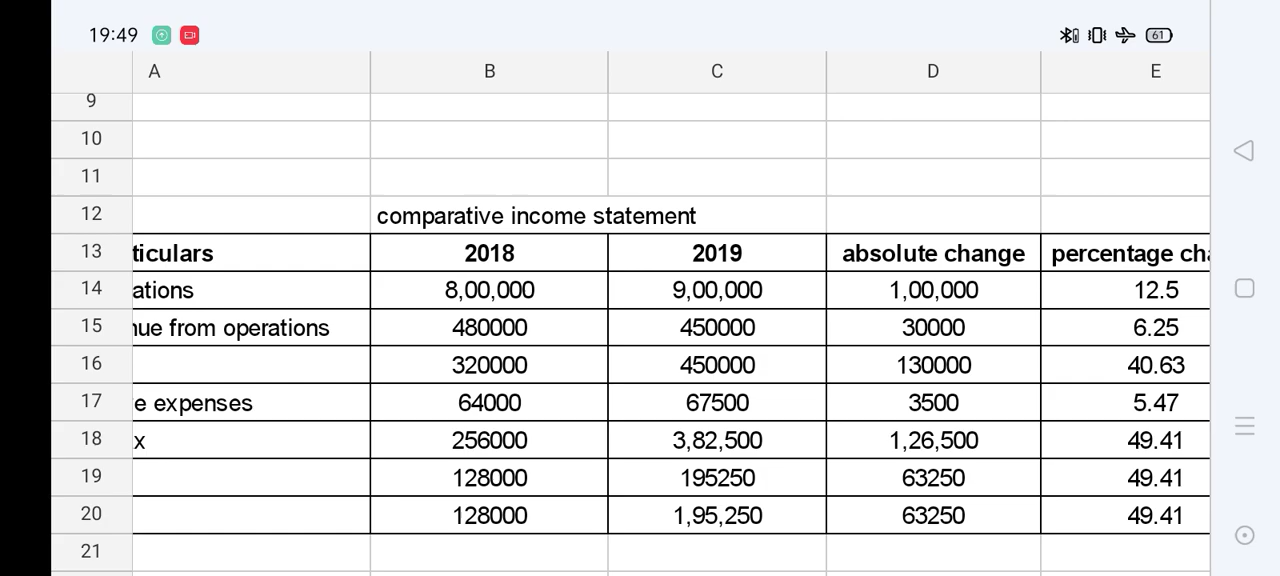 19:49 61
A B C D E
9
10
11
12 comparative income statement
13 ticulars 2018 2019 absolute change percentage cha
14 ations 8,00,000 9,00,000 1,00,000 12.5
15 nue from operations 480000 450000 30000 6.25
16 320000 450000 130000 40.63
17 e expenses 64000 67500 3500 5.47
18 x 256000 3,82,500 1,26,500 49.41
19 128000 195250 63250 49.41
20 128000 1,95,250 63250 49.41
21